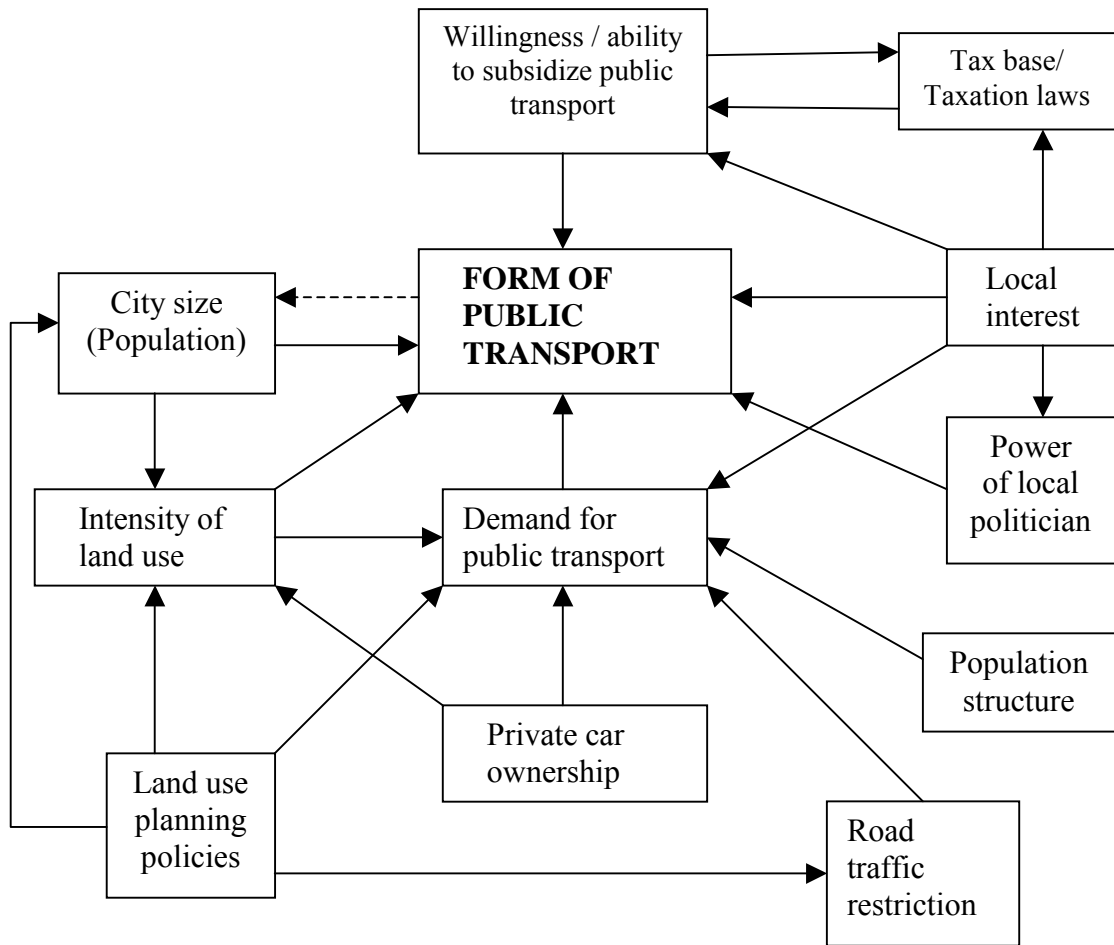 Willingness / ability
to subsidize public
transport
Tax base/
Taxation laws
City size
(Population)
FORM OF
PUBLIC
TRANSPORT
Local
interest
Power
of local
politician
Intensity of
land use
Demand for
public transport
Population
structure
Private car
ownership
Land use
planning
policies
Road
traffic
restriction